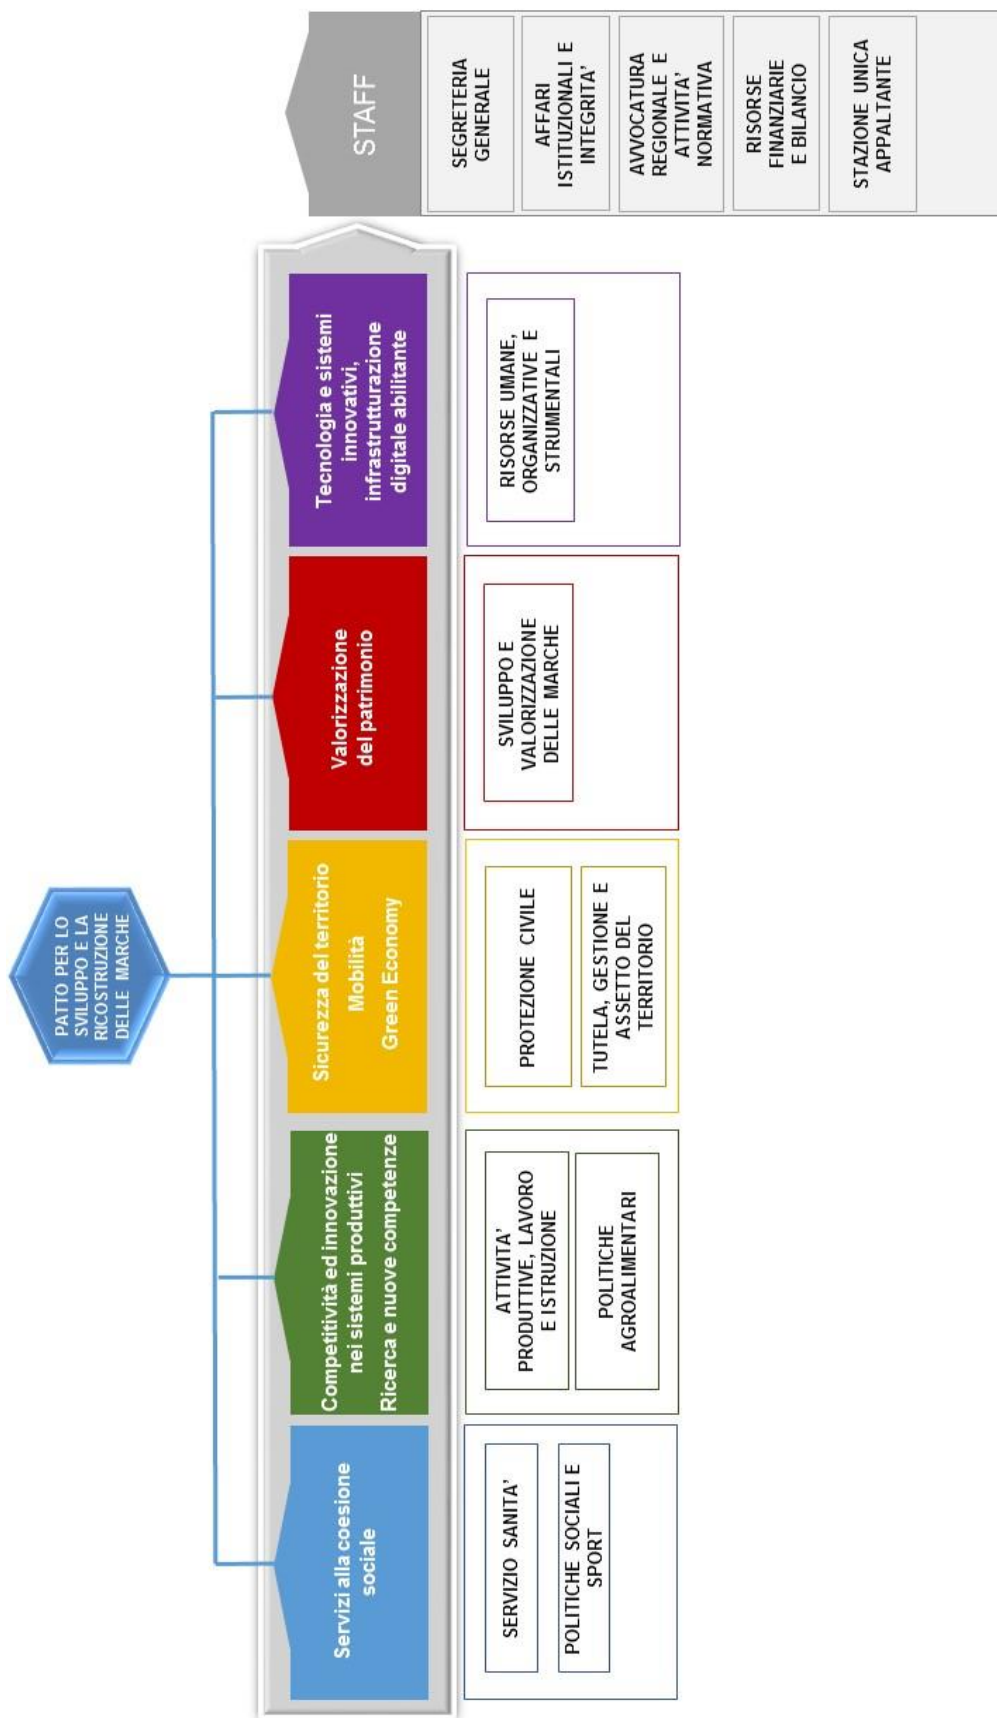 PATTO PER LO
SVILUPPO E LA
RICOSTRUZIONE
DELLE MARCHE
Servizi alla coesione
sociale
Competitività ed innovazione
nei sistemi produttivi
Ricerca e nuove competenze
Sicurezza del territorio
Mobilità
Green Economy
Valorizzazione
del patrimonio
Tecnologia e sistemi
innovativi,
infrastrutturazione
digitale abilitante
STAFF
SERVIZIO SANITA'
POLITICHE SOCIALI E
SPORT
ATTIVITA'
PRODUTTIVE, LAVORO
E ISTRUZIONE
POLITICHE
AGROALIMENTARI
PROTEZIONE CIVILE
TUTELA, GESTIONE E
ASSETTO DEL
TERRITORIO
SVILUPPO E
VALORIZZAZIONE
DELLE MARCHE
RISORSE UMANE,
ORGANIZZATIVE E
STRUMENTALI
SEGRETERIA
GENERALE
AFFARI
ISTITUZIONALI E
INTEGRITA'
AVVOCATURA
REGIONALE E
ATTIVITA'
NORMATIVA
RISORSE
FINANZIARIE
E BILANCIO
STAZIONE UNICA
APPALTANTE